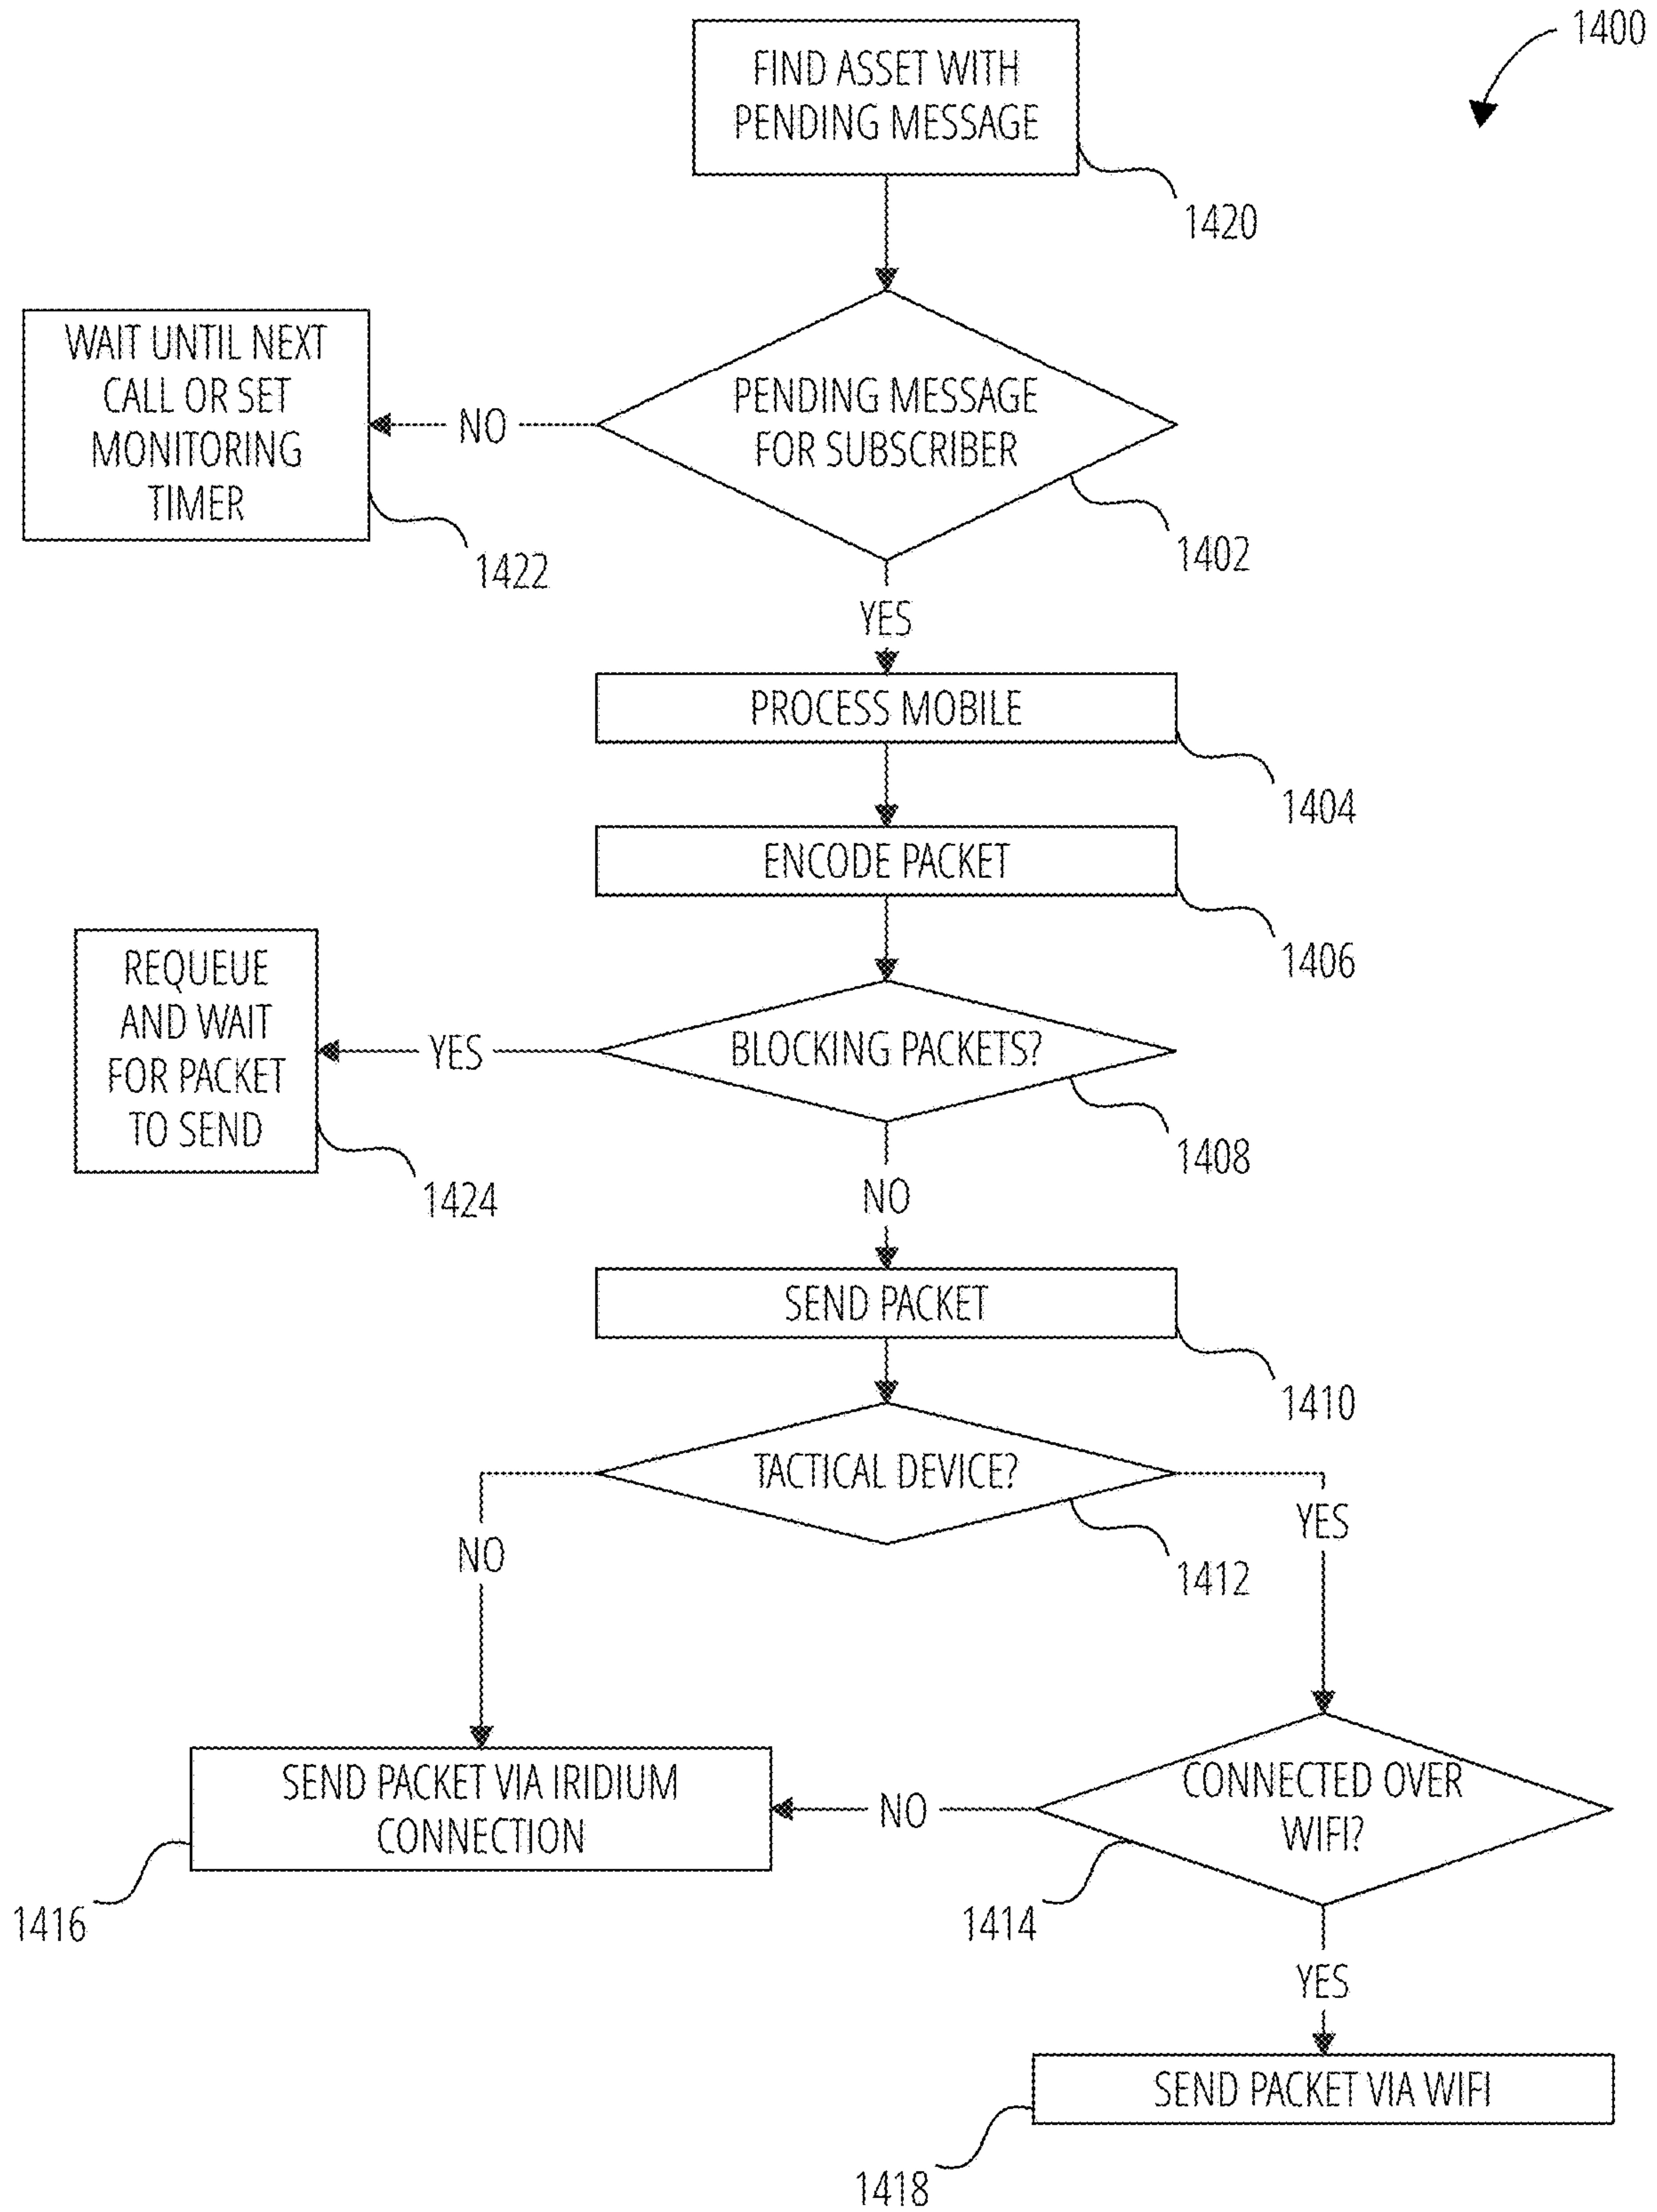 1400
FIND ASSET WITH
PENDING MESSAGE
1420
PENDING MESSAGE
FOR SUBSCRIBER
1402
NO
WAIT UNTIL NEXT
CALL OR SET
MONITORING
TIMER
1422
YES
PROCESS MOBILE
1404
ENCODE PACKET
1406
BLOCKING PACKETS?
1408
YES
REQUEUE
AND WAIT
FOR PACKET
TO SEND
1424
NO
SEND PACKET
1410
TACTICAL DEVICE?
1412
NO
YES
SEND PACKET VIA IRIDIUM
CONNECTION
1416
NO
CONNECTED OVER
WIFI?
1414
YES
SEND PACKET VIA WIFI
1418